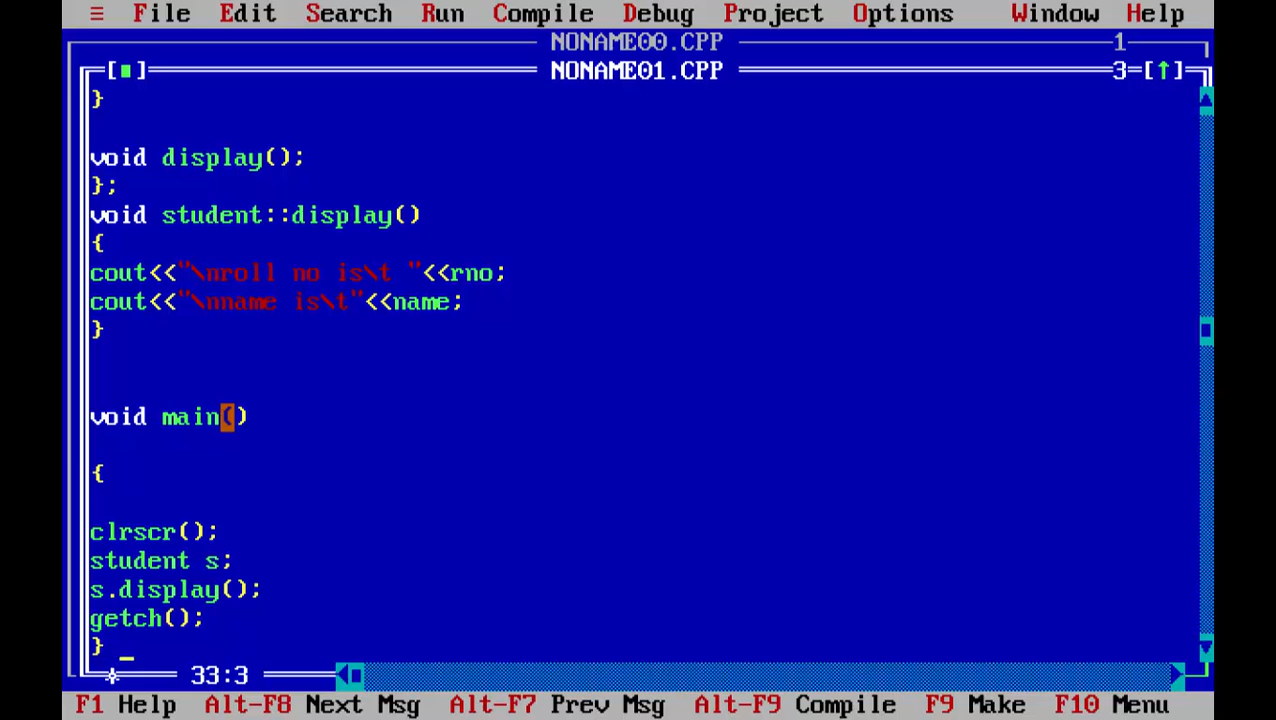 ≡ File Edit Search Run Compile Debug Project Options Window Help
NONAME00.CPP 1
[■] NONAME01.CPP 3=[↑]
}
void display();
};
void student::display()
{
cout<<"\nroll no is\t "<<rno;
cout<<"\nname is\t"<<name;
}
void main()
{
clrscr();
student s;
s.display();
getch();
} _
33:3
F1 Help Alt-F8 Next Msg Alt-F7 Prev Msg Alt-F9 Compile F9 Make F10 Menu